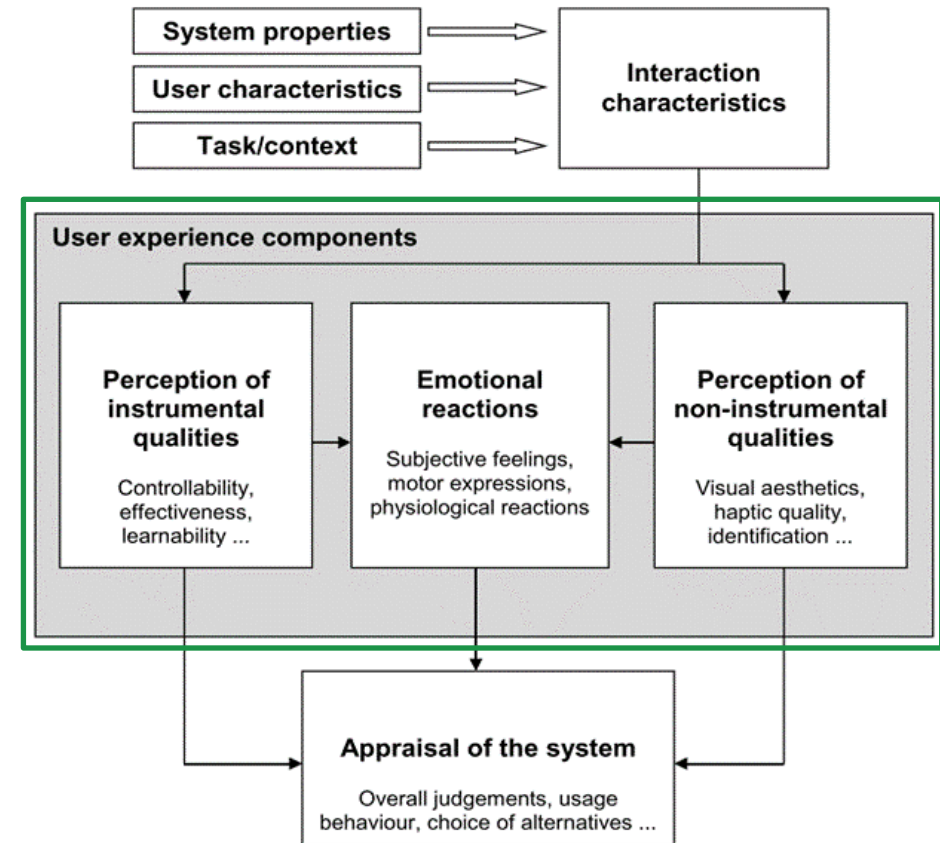 System properties
User characteristics
Task/context
Interaction
characteristics
User experience components
Perception of
instrumental
qualities
Controllability,
effectiveness,
learnability ...
Emotional
reactions
Subjective feelings,
motor expressions,
physiological reactions
Perception of
non-instrumental
qualities
Visual aesthetics,
haptic quality,
identification ...
Appraisal of the system
Overall judgements, usage
behaviour, choice of alternatives ...